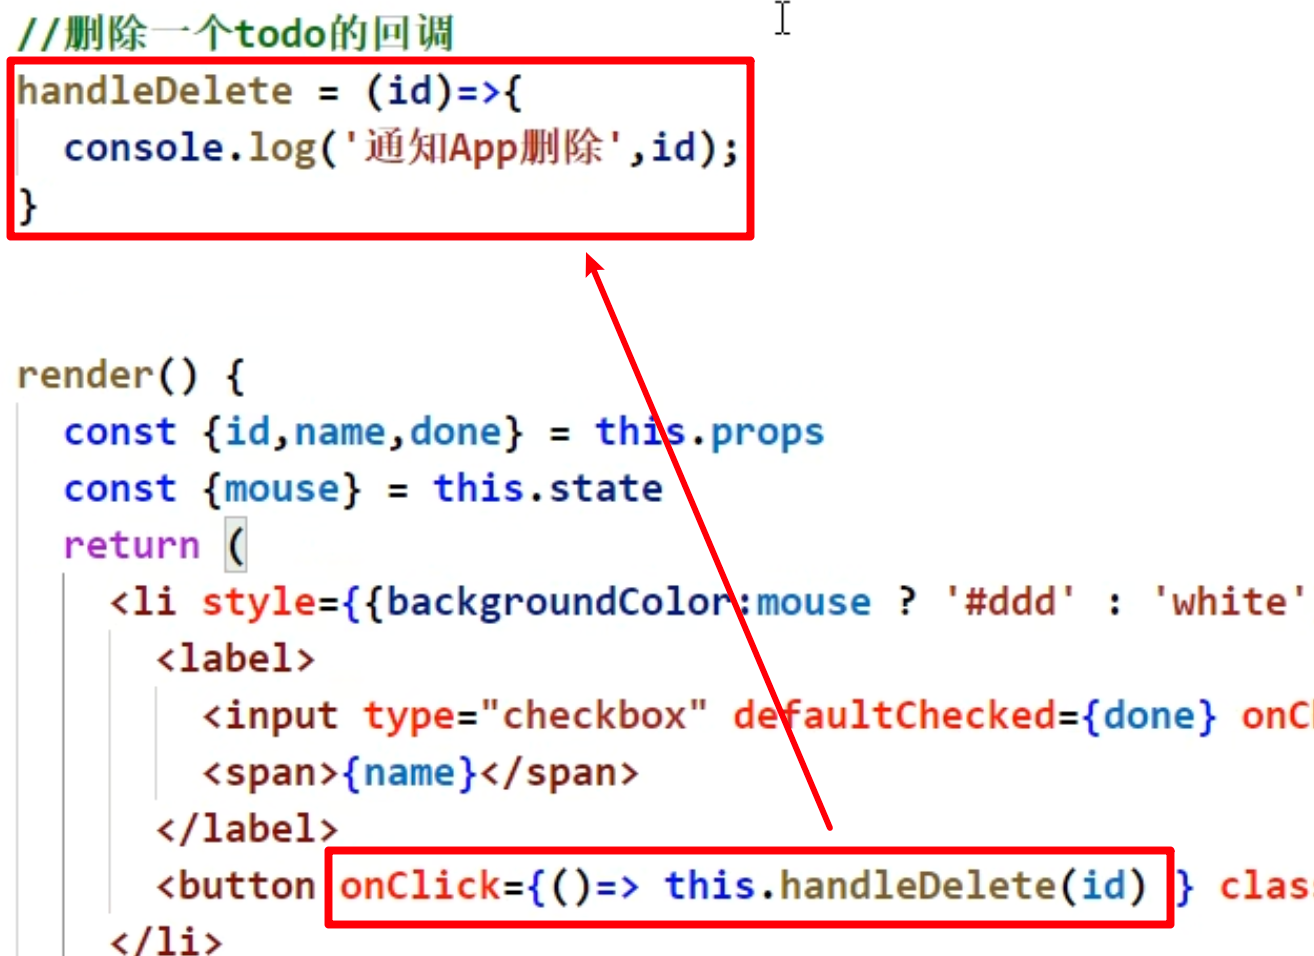 //删除一个todo的回调
handleDelete = (id)=>{
console.log('通知App删除',id);
}
render() {
const {id,name,done} = this.props
const {mouse} = this.state
return (
<li style={{backgroundColor:mouse ? '#ddd' : 'white'
<label>
<input type="checkbox" defaultChecked={done} onC
<span>{name}</span>
</label>
<button onClick={()=> this.handleDelete(id) } clas
</li>